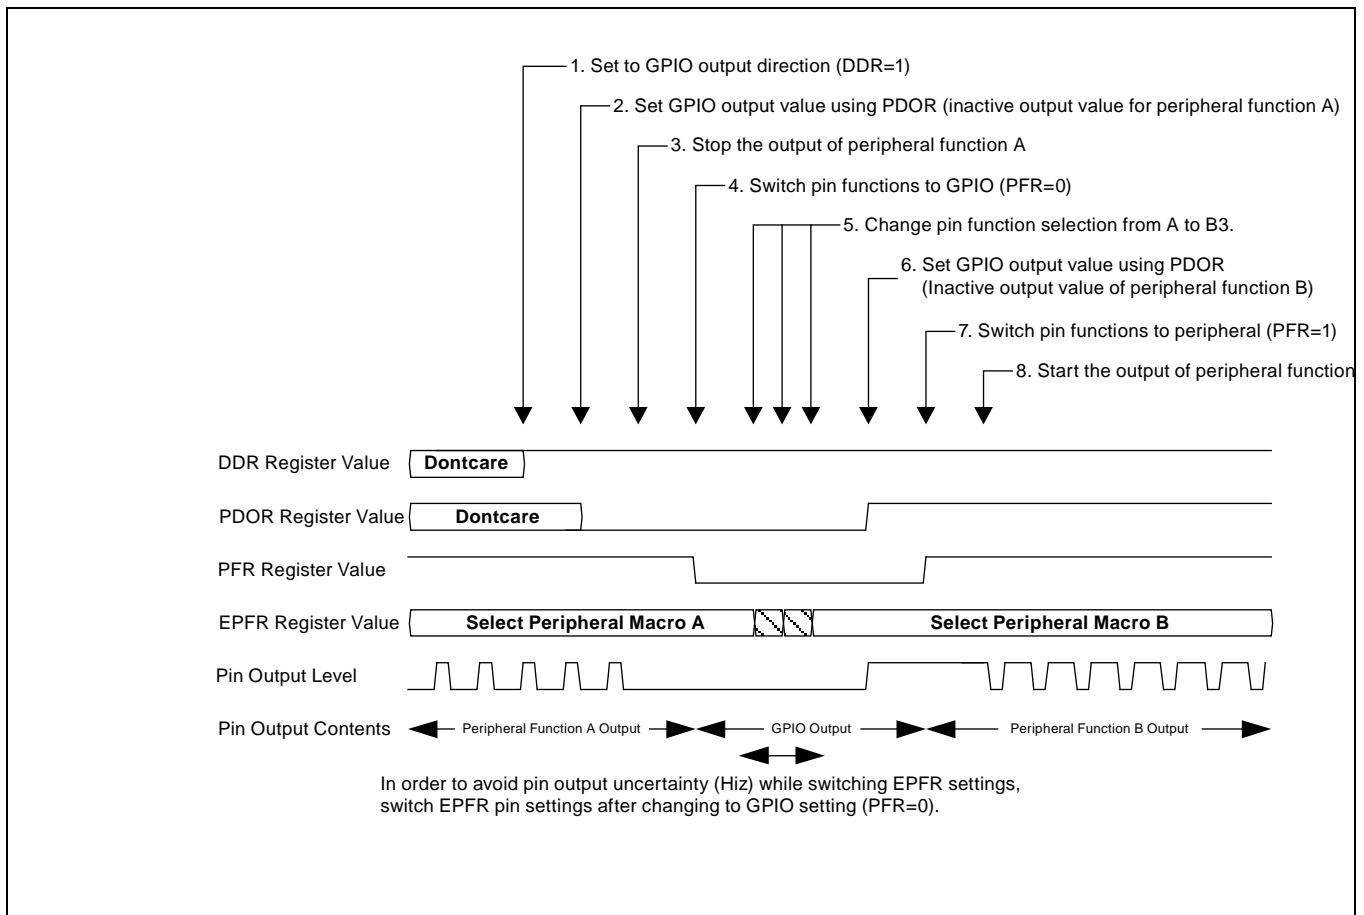 1. Set to GPIO output direction (DDR=1)
2. Set GPIO output value using PDOR (inactive output value for peripheral function A)
3. Stop the output of peripheral function A
4. Switch pin functions to GPIO (PFR=0)
5. Change pin function selection from A to B3.
6. Set GPIO output value using PDOR
(Inactive output value of peripheral function B)
7. Switch pin functions to peripheral (PFR=1)
8. Start the output of peripheral function
DDR Register Value Dontcare
PDOR Register Value Dontcare
PFR Register Value
EPFR Register Value Select Peripheral Macro A Select Peripheral Macro B
Pin Output Level
Pin Output Contents Peripheral Function A Output GPIO Output Peripheral Function B Output
In order to avoid pin output uncertainty (Hiz) while switching EPFR settings,
switch EPFR pin settings after changing to GPIO setting (PFR=0).